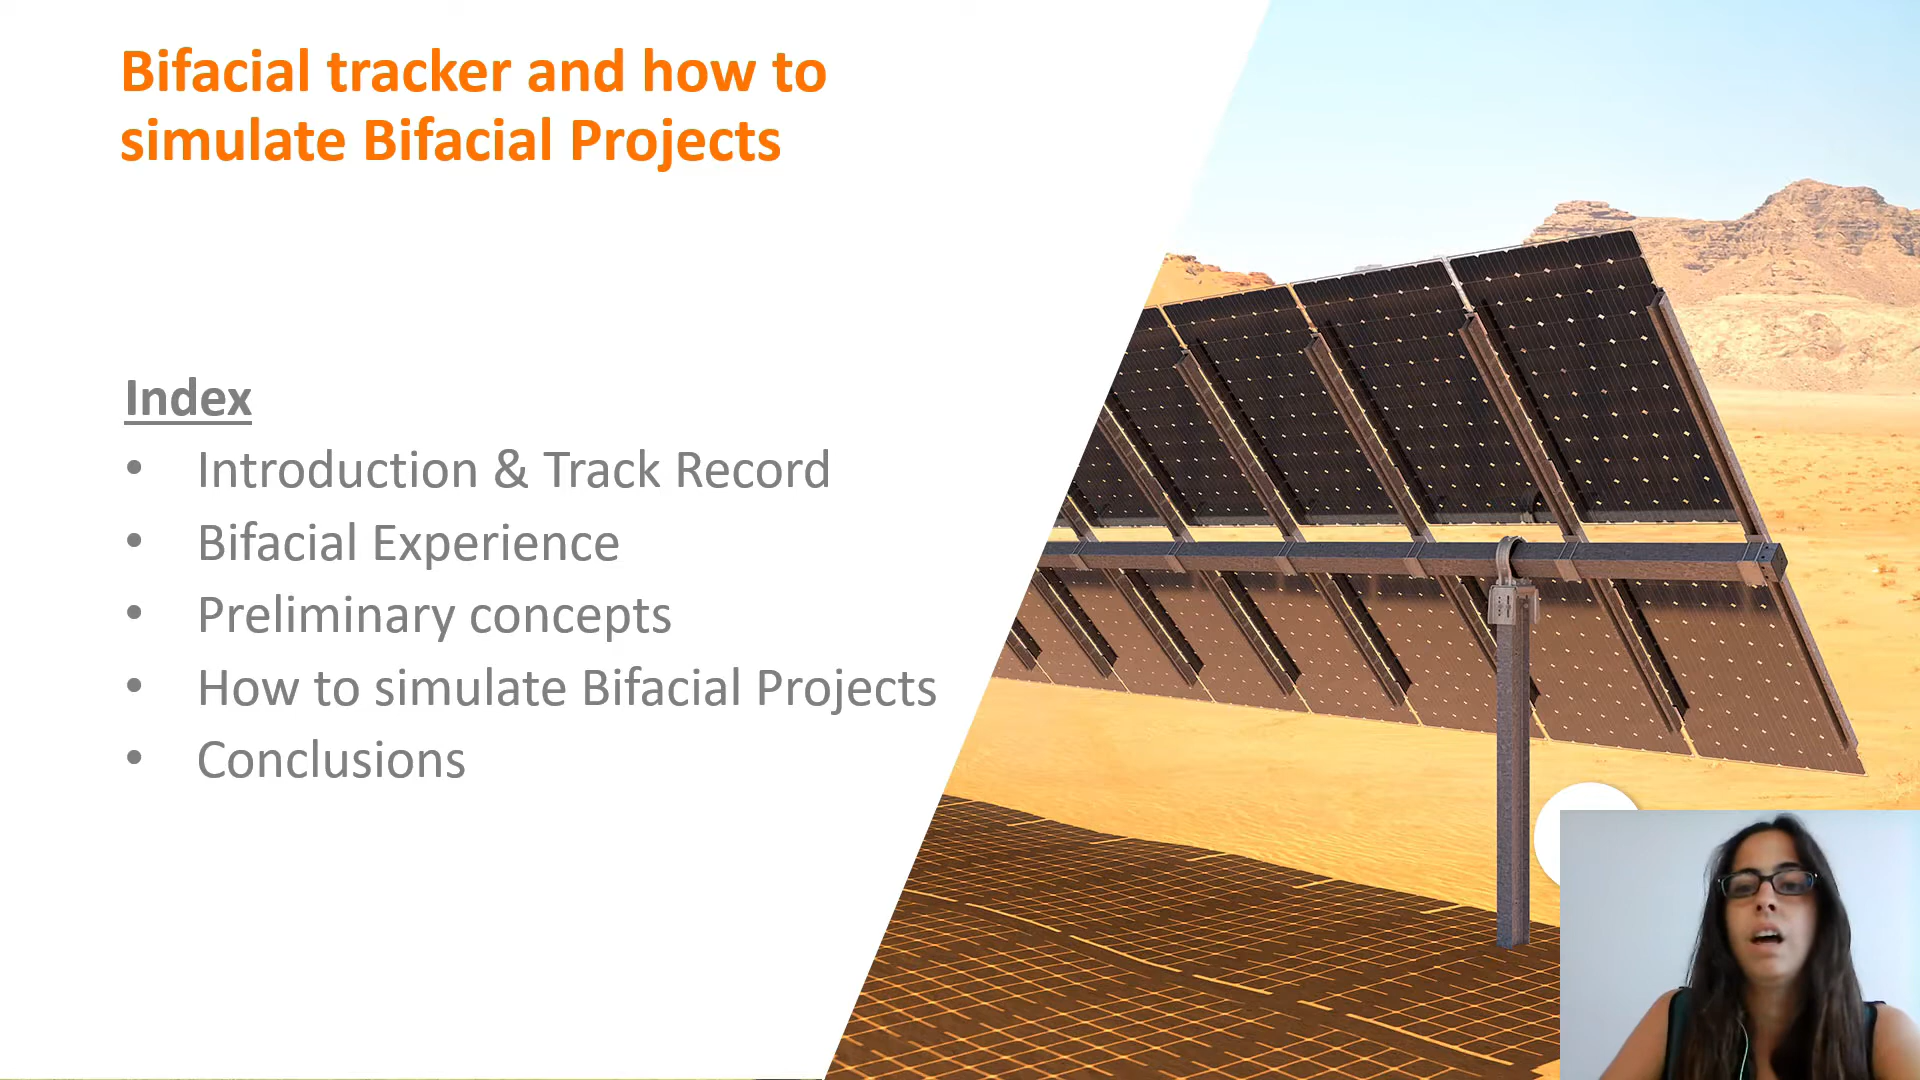 Bifacial tracker and how to
simulate Bifacial Projects
Index
• Introduction & Track Record
• Bifacial Experience
• Preliminary concepts
• How to simulate Bifacial Projects
• Conclusions